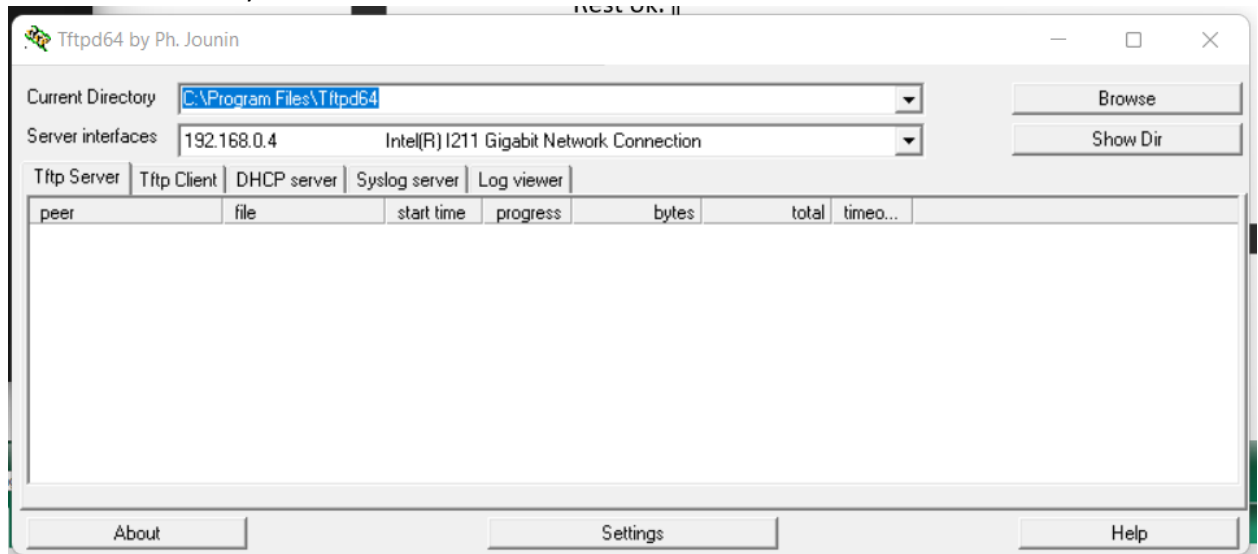 Rest ok.
Tftpd64 by Ph. Jounin
Current Directory C:\Program Files\Tftpd64 Browse
Server interfaces 192.168.0.4 Intel(R) I211 Gigabit Network Connection Show Dir
Tftp Server Tftp Client DHCP server Syslog server Log viewer
peer file start time progress bytes total timeo...
About Settings Help